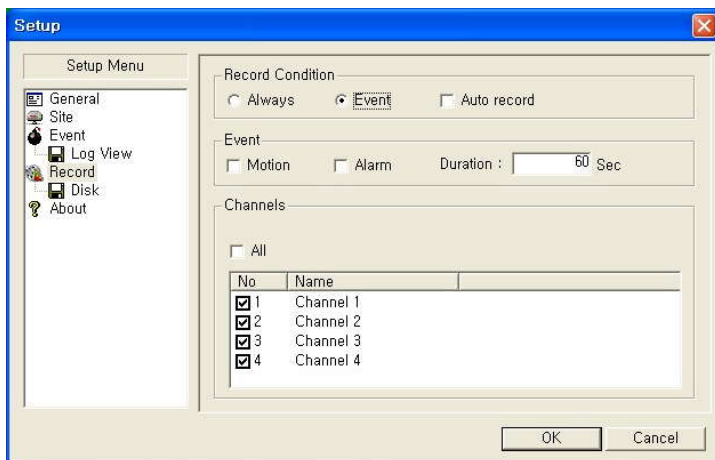 Setup
Setup Menu
General
Site
Event
Log View
Record
Disk
About
Record Condition
Always Event Auto record
Event
Motion Alarm Duration : 60 Sec
Channels
All
No Name
1 Channel 1
2 Channel 2
3 Channel 3
4 Channel 4
OK Cancel